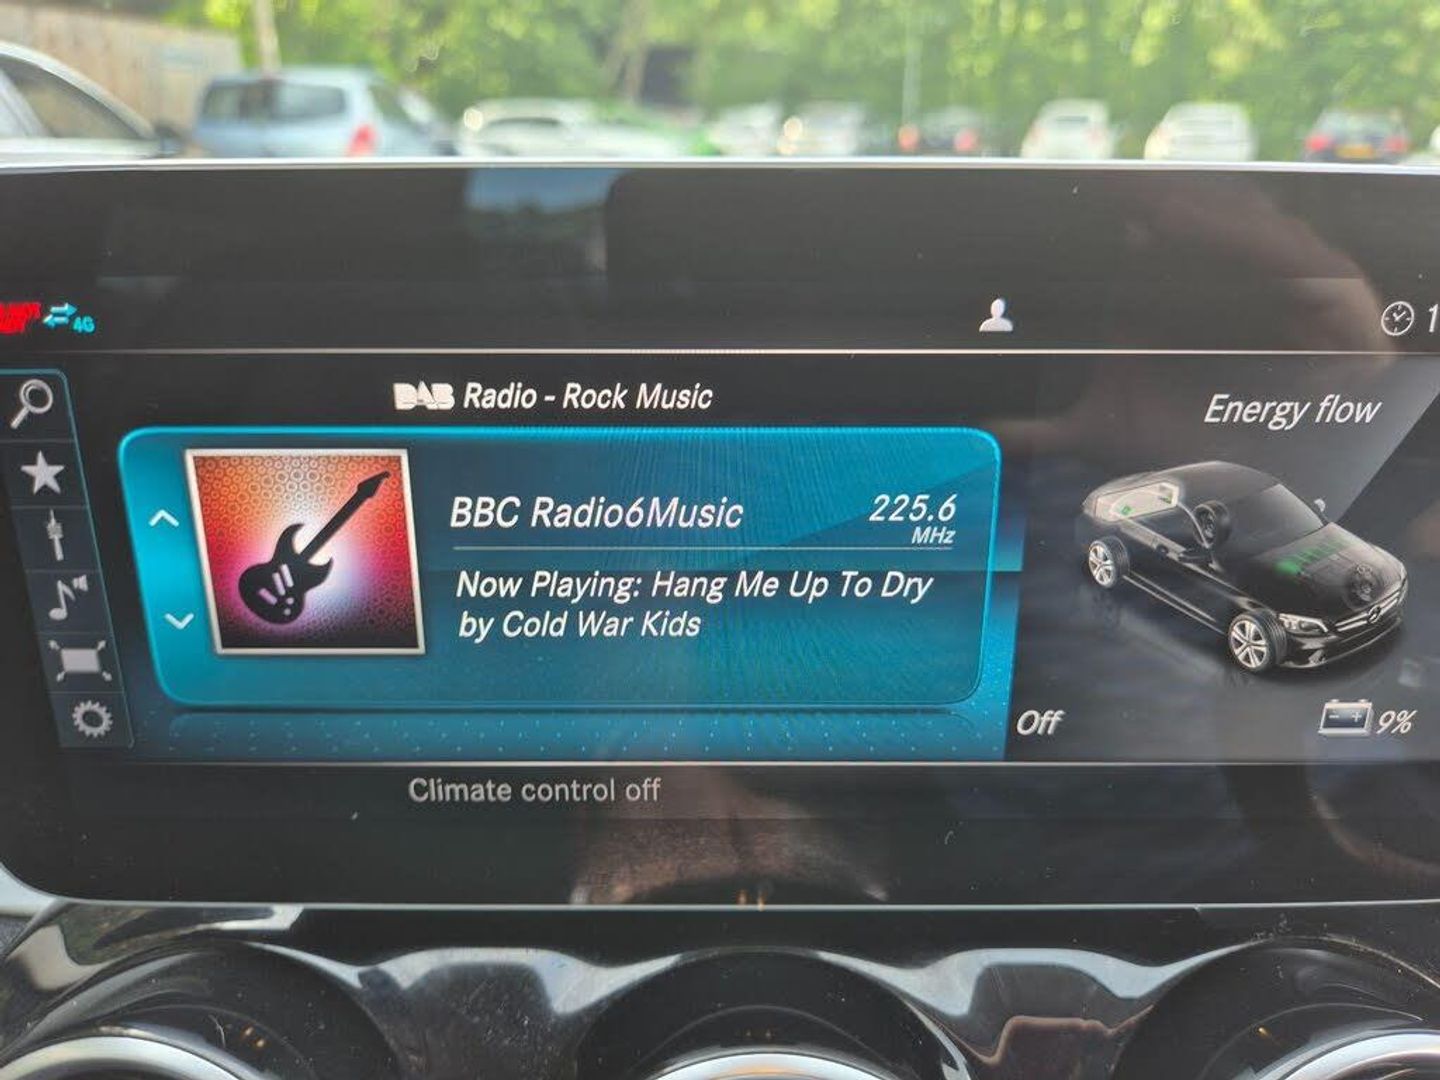 4G
1
DAB Radio - Rock Music
Energy flow
BBC Radio6Music 225.6
MHz
Now Playing: Hang Me Up To Dry
by Cold War Kids
Off
9%
Climate control off